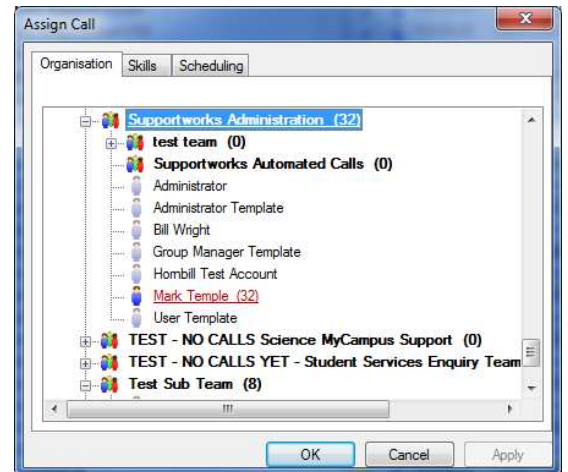 Assign Call
Organisation Skills Scheduling
Supportworks Administration (32)
test team (0)
Supportworks Automated Calls (0)
Administrator
Administrator Template
Bill Wright
Group Manager Template
Hornbill Test Account
Mark Temple (32)
User Template
TEST - NO CALLS Science MyCampus Support (0)
TEST - NO CALLS YET - Student Services Enquiry Team
Test Sub Team (8)
OK Cancel Apply